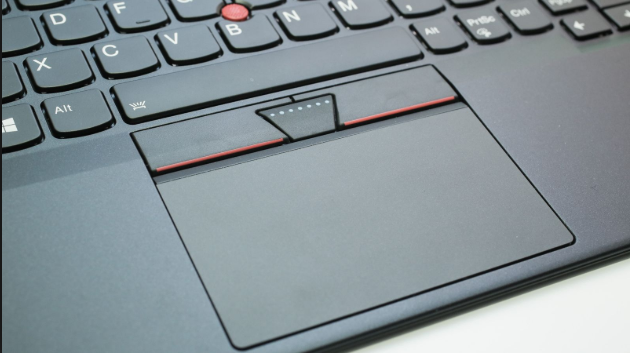 D F G
X C V B N M ,
Alt Alt PrtSc Ctrl